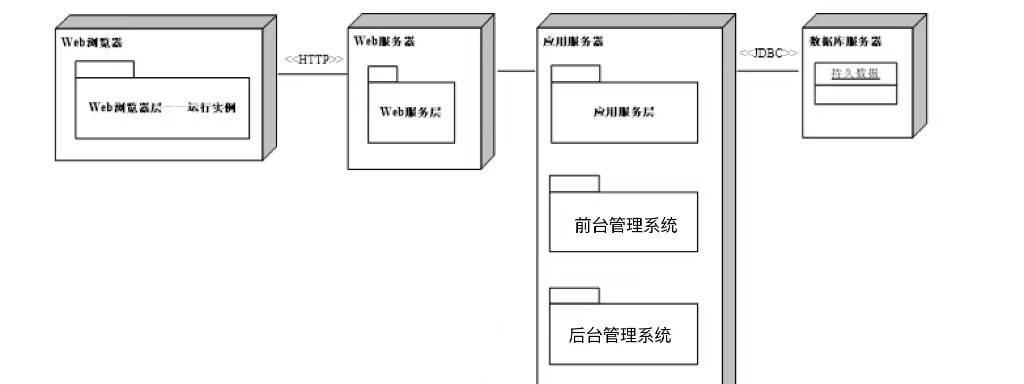 Web浏览器
Web浏览器层——运行实例
<<HTTP>>
Web服务器
Web服务层
应用服务器
应用服务层
前台管理系统
后台管理系统
<<JDBC>>
数据库服务器
持久数据